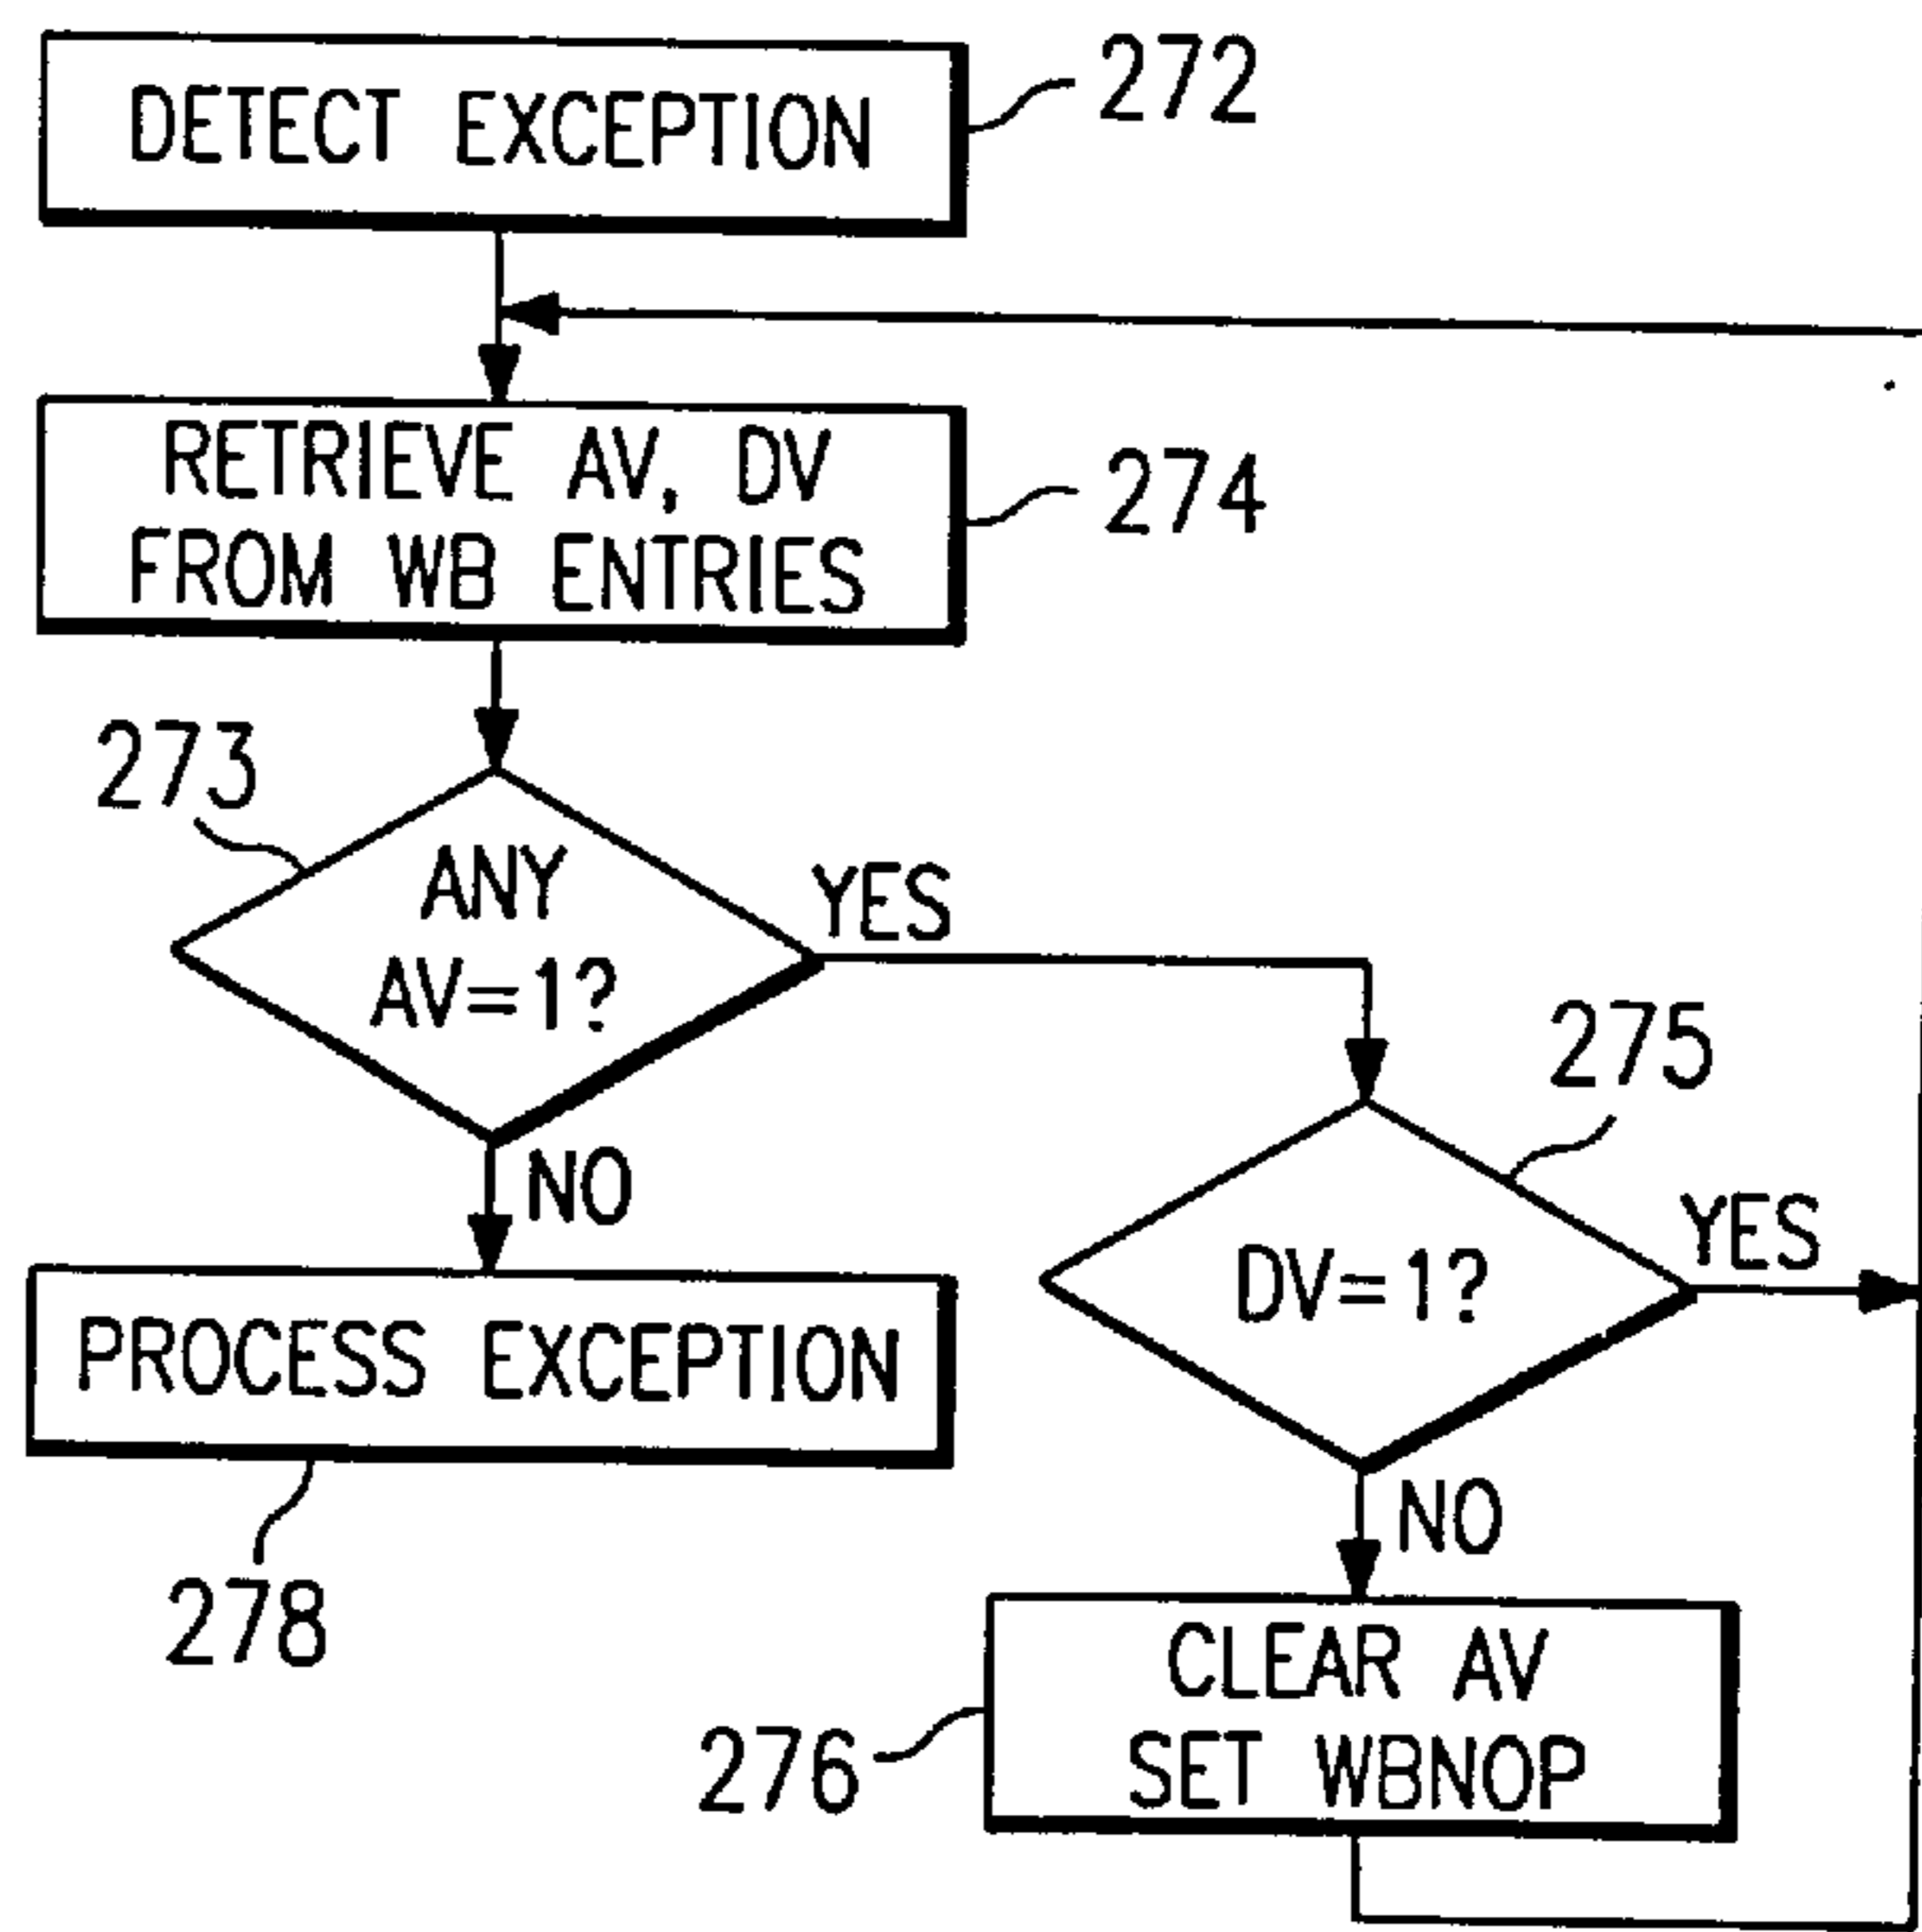 DETECT EXCEPTION
272
RETRIEVE AV, DV
FROM WB ENTRIES
274
273
ANY
AV=1?
YES
NO
275
DV=1?
YES
NO
PROCESS EXCEPTION
278
CLEAR AV
SET WBNOP
276